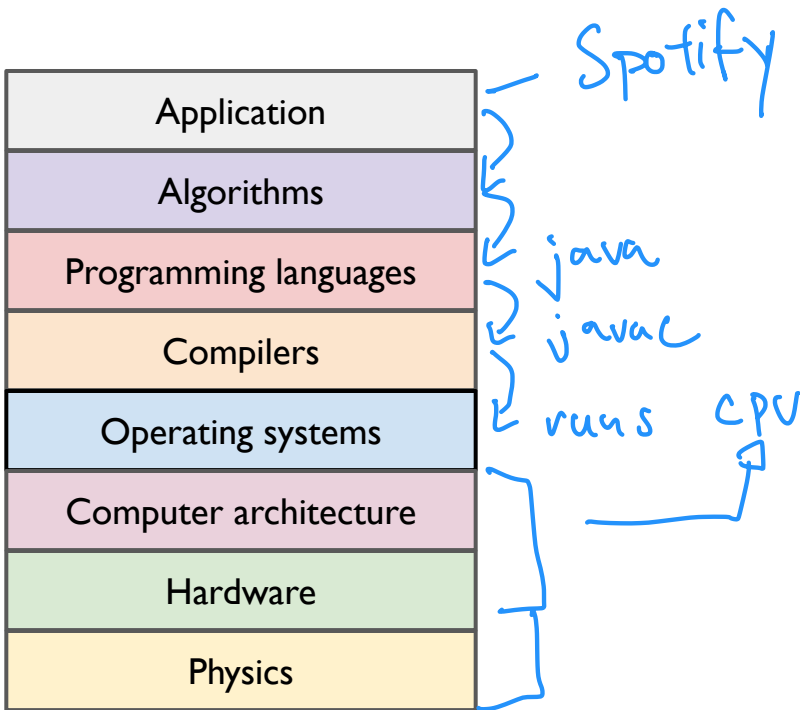 Spotify
Application
Algorithms
Programming languages
java
Compilers
javac
Operating systems
runs cpu
Computer architecture
Hardware
Physics